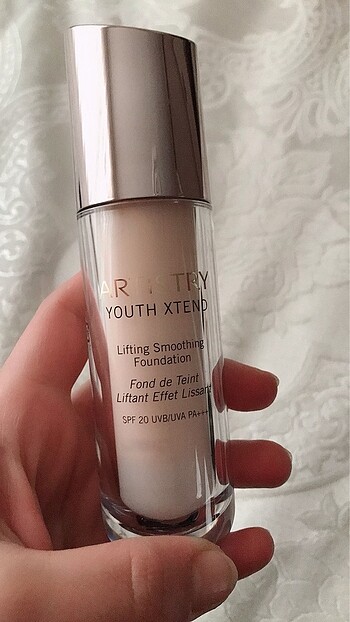 ARTISTRY
YOUTH XTEND
Lifting Smoothing
Foundation
Fond de Teint
Liftant Effet Lissant
SPF 20 UVB/UVA PA+++